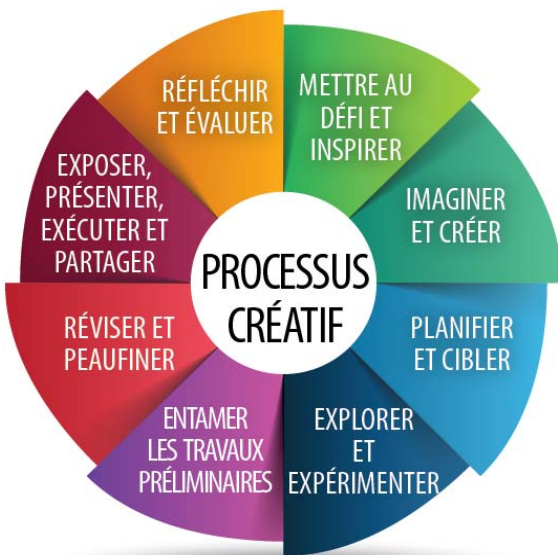 PROCESSUS
CRÉATIF
METTRE AU
DÉFI ET
INSPIRER
IMAGINER
ET CRÉER
PLANIFIER
ET CIBLER
EXPLORER
ET
EXPÉRIMENTER
ENTAMER
LES TRAVAUX
PRÉLIMINAIRES
RÉVISER ET
PEAUFINER
EXPOSER,
PRÉSENTER,
EXÉCUTER ET
PARTAGER
RÉFLÉCHIR
ET ÉVALUER